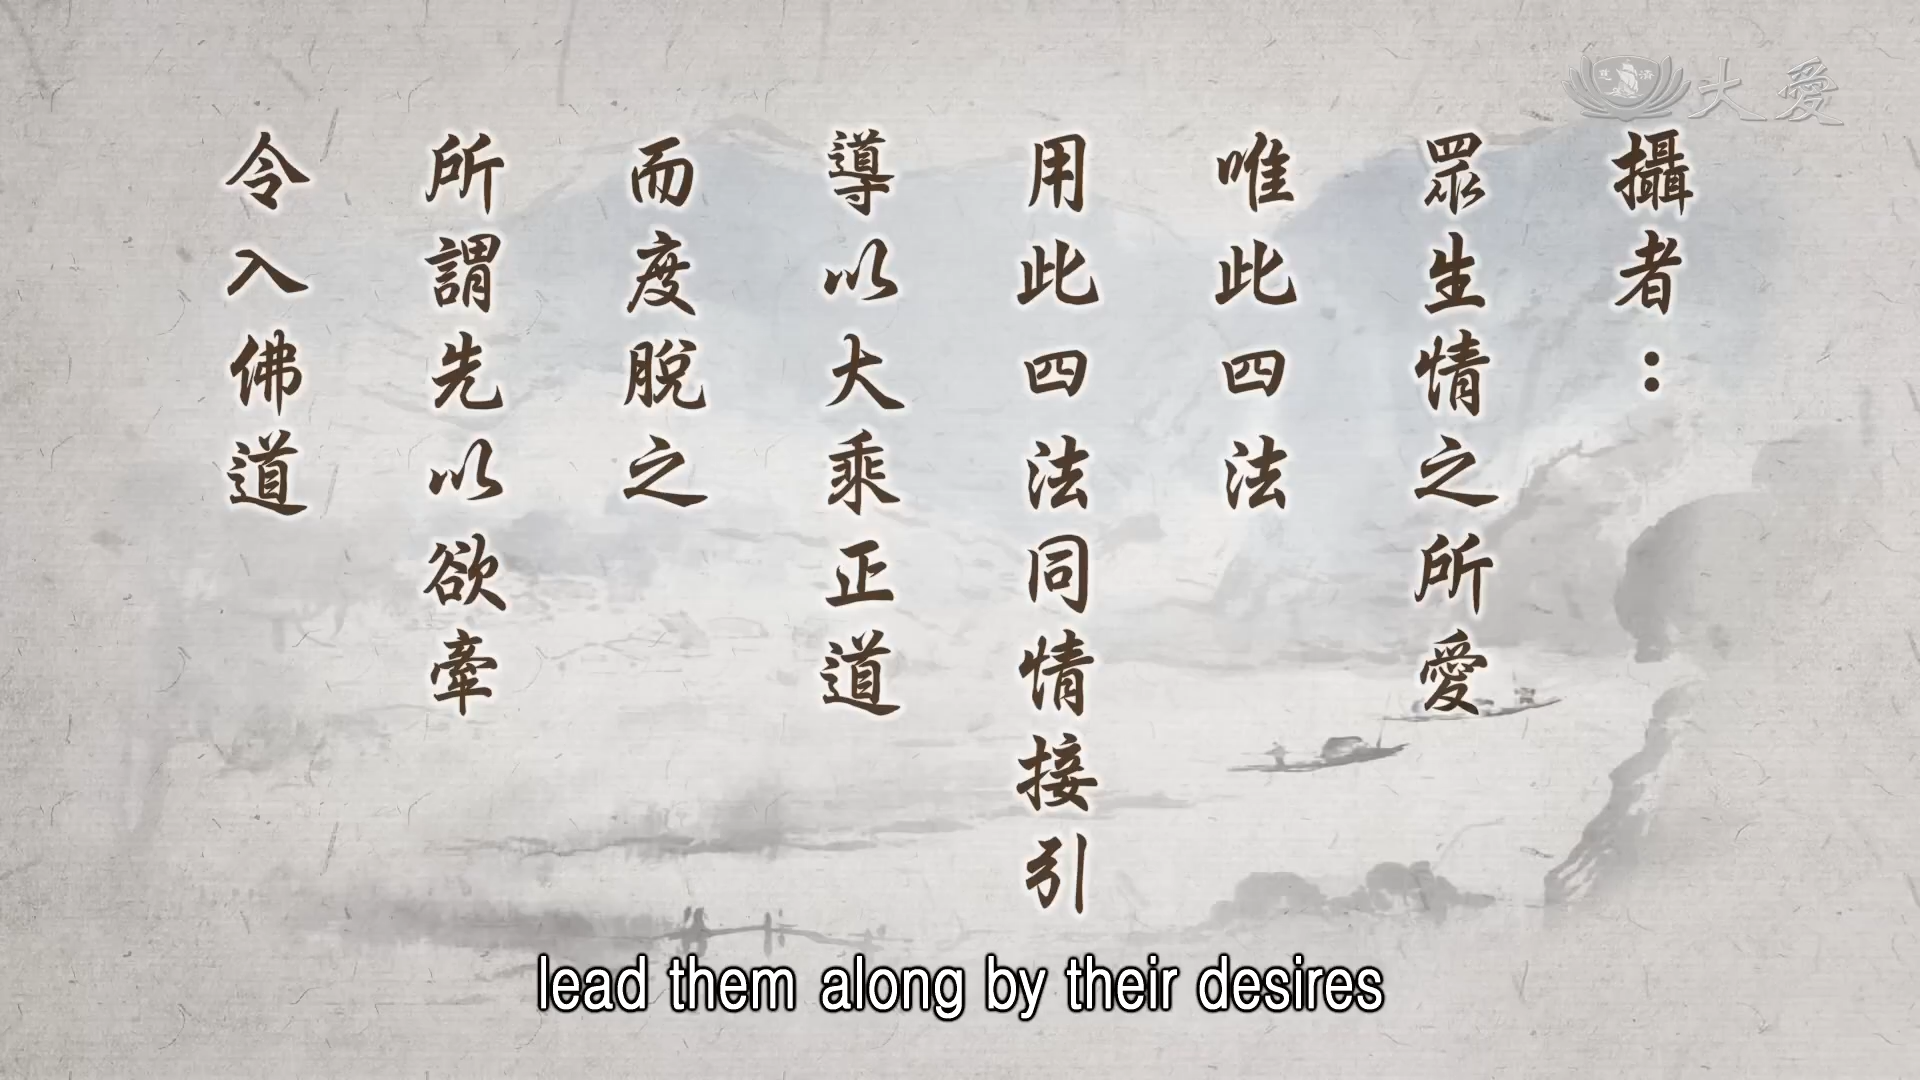 大愛
攝者：
眾生情之所愛
唯此四法
用此四法同情接引
導以大乘正道
而度脫之
所謂先以欲牽
令入佛道
lead them along by their desires